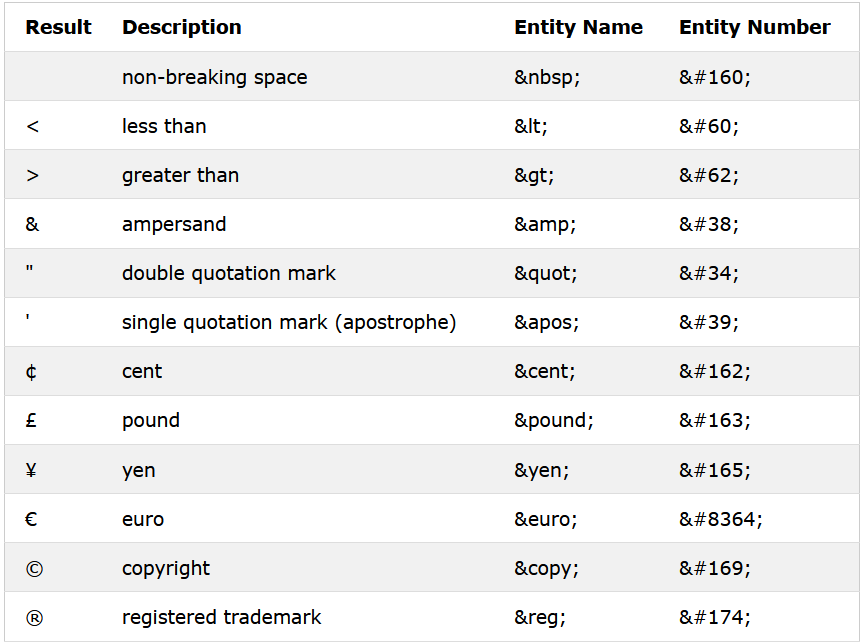 Result Description Entity Name Entity Number
non-breaking space &nbsp; &#160;
< less than &lt; &#60;
> greater than &gt; &#62;
& ampersand &amp; &#38;
" double quotation mark &quot; &#34;
' single quotation mark (apostrophe) &apos; &#39;
¢ cent &cent; &#162;
£ pound &pound; &#163;
¥ yen &yen; &#165;
€ euro &euro; &#8364;
© copyright &copy; &#169;
® registered trademark &reg; &#174;